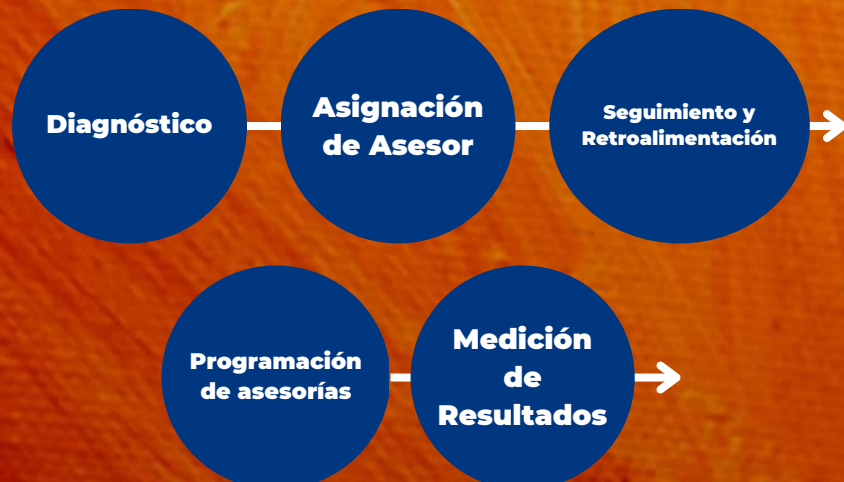 Diagnóstico
Asignación
de Asesor
Seguimiento y
Retroalimentación
Programación
de asesorías
Medición
de
Resultados